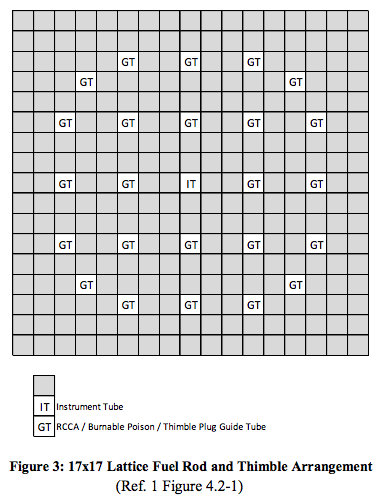 GT GT GT
GT GT
GT GT GT GT GT
GT GT IT GT GT
GT GT GT GT GT
GT GT
GT GT GT
IT Instrument Tube
GT RCCA / Burnable Poison / Thimble Plug Guide Tube
Figure 3: 17x17 Lattice Fuel Rod and Thimble Arrangement
(Ref. 1 Figure 4.2-1)